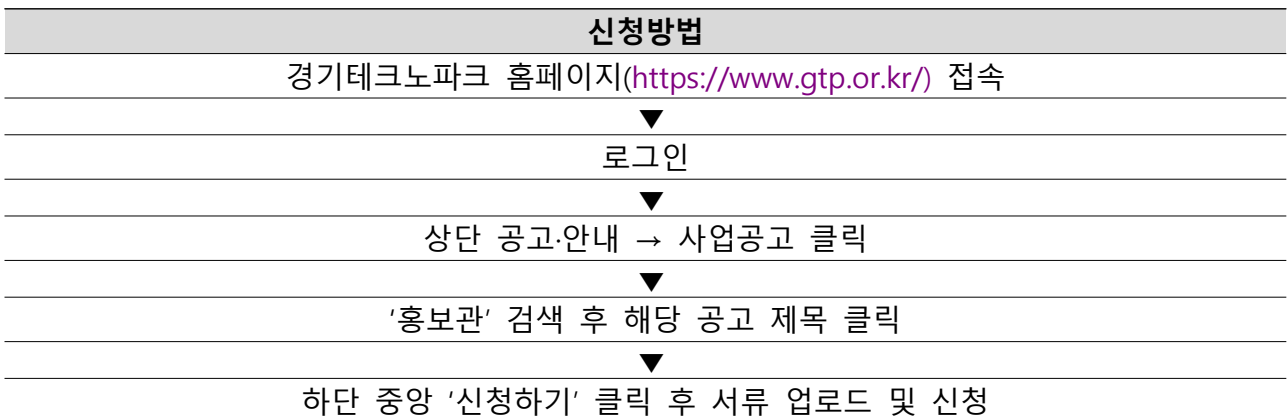 신청방법
경기테크노파크 홈페이지(https://www.gtp.or.kr/) 접속
▼
로그인
▼
상단 공고·안내 → 사업공고 클릭
▼
'홍보관' 검색 후 해당 공고 제목 클릭
▼
하단 중앙 '신청하기' 클릭 후 서류 업로드 및 신청